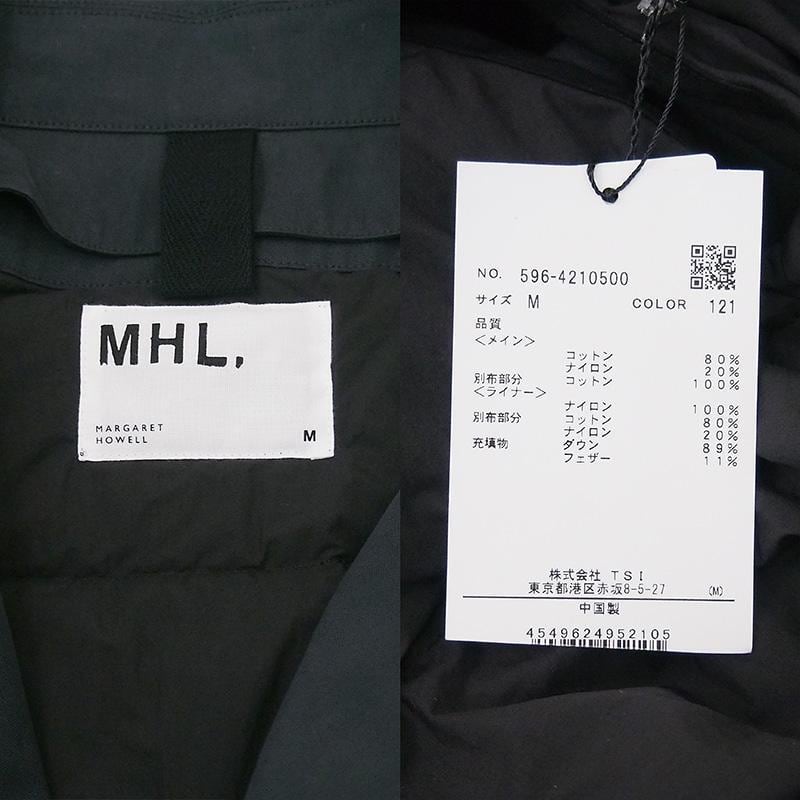 MHL.
MARGARET
HOWELL
M
NO. 596-4210500
サイズ M COLOR 121
品質
＜メイン＞
コットン 80%
ナイロン 20%
別布部分 コットン 100%
＜ライナー＞
ナイロン 100%
別布部分 コットン 80%
ナイロン 20%
充填物 ダウン 89%
フェザー 11%
株式会社 TSI
東京都港区赤坂8-5-27 (M)
中国製
4549624952105